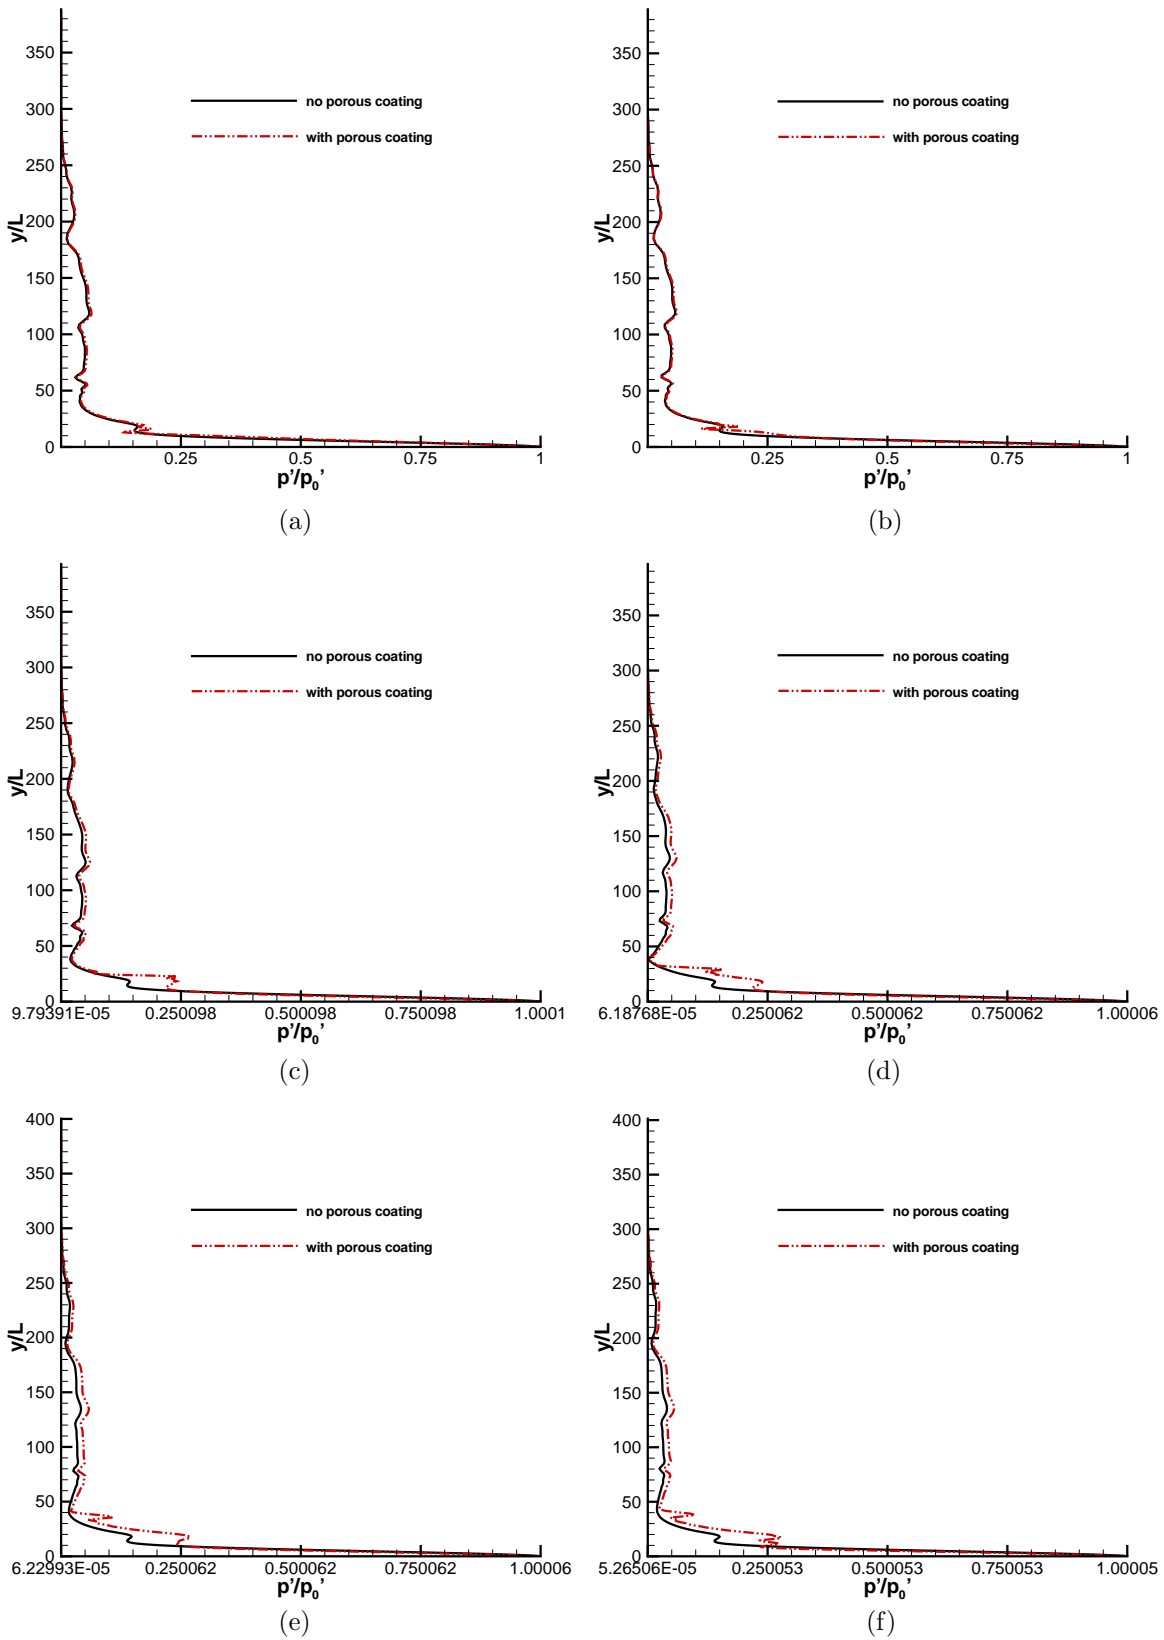 350
300
250
200
150
100
50
0
y/L
no porous coating
with porous coating
0.25 0.5 0.75 1
p'/p₀'
(a)
350
300
250
200
150
100
50
0
y/L
no porous coating
with porous coating
0.25 0.5 0.75 1
p'/p₀'
(b)
350
300
250
200
150
100
50
0
y/L
no porous coating
with porous coating
9.79391E-05 0.250098 0.500098 0.750098 1.0001
p'/p₀'
(c)
350
300
250
200
150
100
50
0
y/L
no porous coating
with porous coating
6.18768E-05 0.250062 0.500062 0.750062 1.00006
p'/p₀'
(d)
400
350
300
250
200
150
100
50
0
y/L
no porous coating
with porous coating
6.22993E-05 0.250062 0.500062 0.750062 1.00006
p'/p₀'
(e)
400
350
300
250
200
150
100
50
0
y/L
no porous coating
with porous coating
5.26506E-05 0.250053 0.500053 0.750053 1.00005
p'/p₀'
(f)